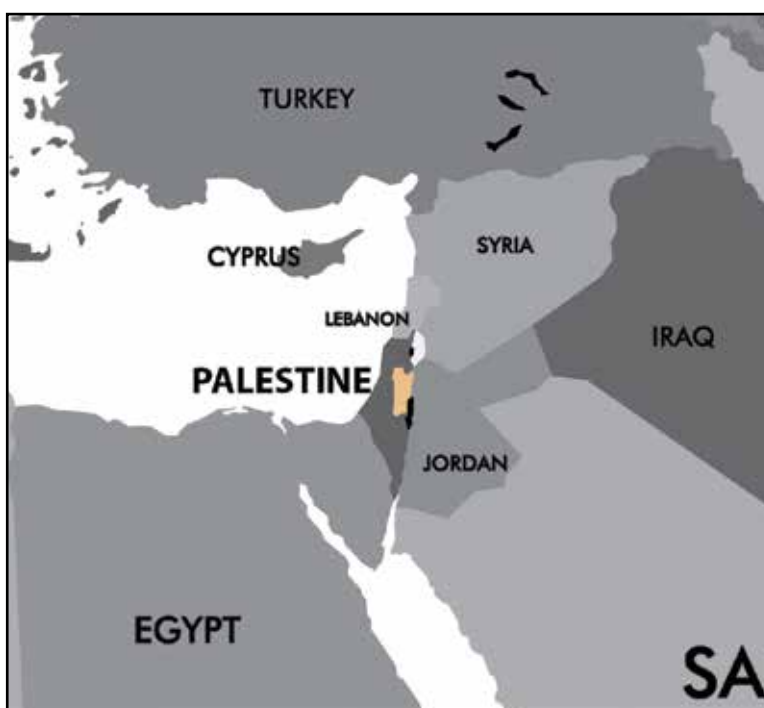 TURKEY
CYPRUS
SYRIA
LEBANON
IRAQ
PALESTINE
JORDAN
EGYPT
SA